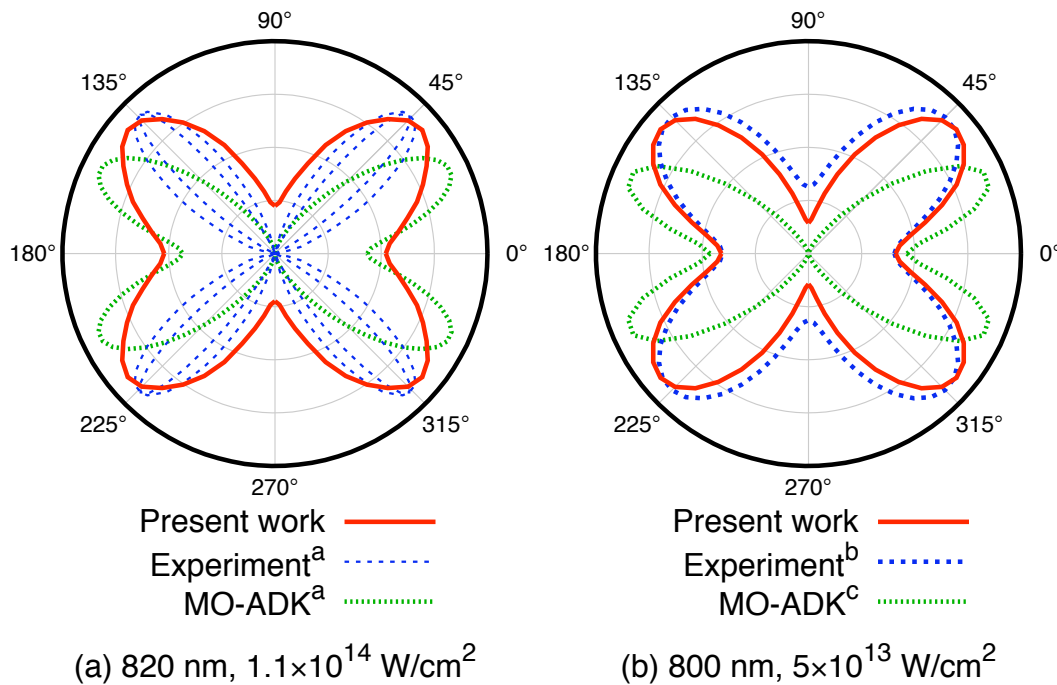 90° 90°
135° 45° 135° 45°
180° 0° 180° 0°
225° 315° 225° 315°
270° 270°
Present work Present work
Experimentᵃ Experimentᵇ
MO-ADKᵃ MO-ADKᶜ
(a) 820 nm, 1.1×10¹⁴ W/cm² (b) 800 nm, 5×10¹³ W/cm²